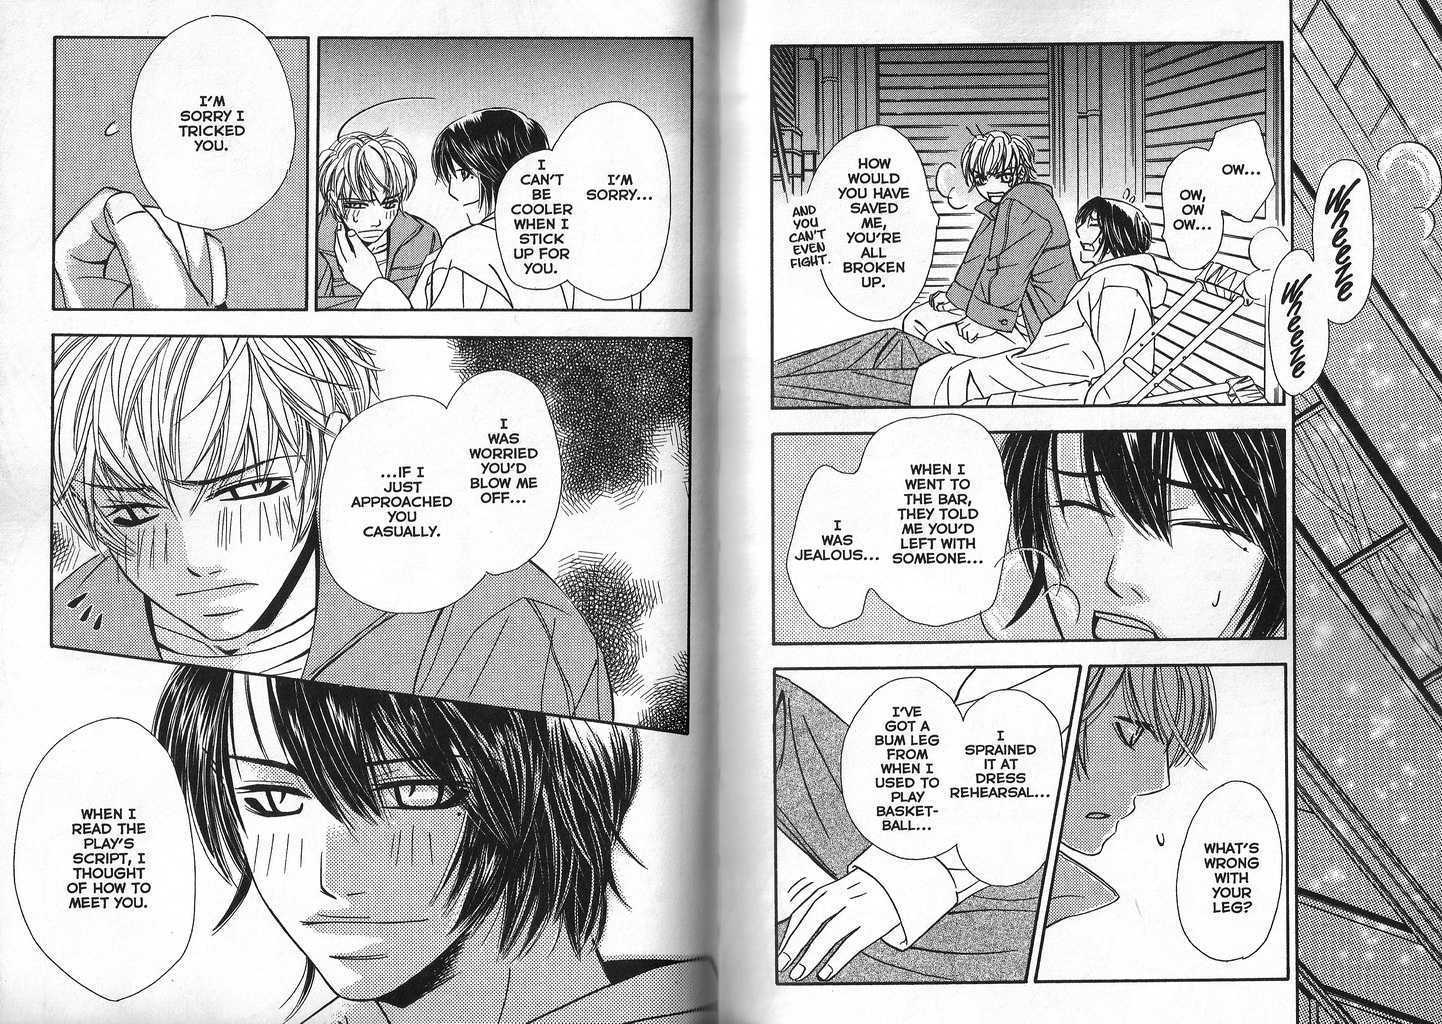 WHEEZE
WHEEZE
OW...
OW,
OW
OW...
HOW
WOULD
YOU HAVE
SAVED
ME,
YOU'RE
ALL
BROKEN
UP.
AND
YOU
CAN'T
EVEN
FIGHT.
WHEN I
WENT TO
THE BAR,
THEY TOLD
ME YOU'D
LEFT WITH
SOMEONE...
I
WAS
JEALOUS...
WHAT'S
WRONG
WITH
YOUR
LEG?
I
SPRAINED
IT AT
DRESS
REHEARSAL...
I'VE
GOT A
BUM LEG
FROM
WHEN I
USED TO
PLAY
BASKET-
BALL...
I'M
SORRY...
I
CAN'T
BE
COOLER
WHEN I
STICK
UP FOR
YOU.
I'M
SORRY I
TRICKED
YOU.
I
WAS
WORRIED
YOU'D
BLOW ME
OFF...
...IF I
JUST
APPROACHED
YOU
CASUALLY.
WHEN I
READ THE
PLAY'S
SCRIPT, I
THOUGHT
OF HOW TO
MEET YOU.